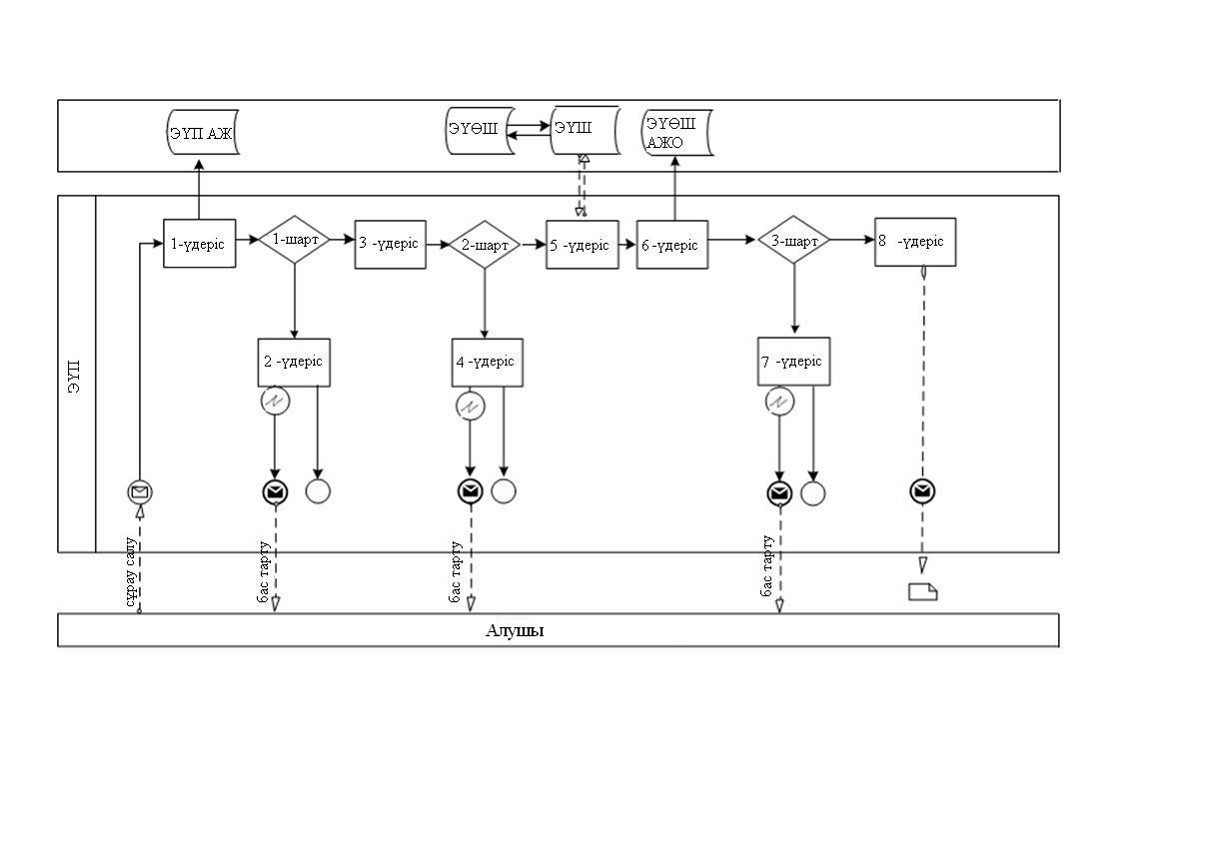 ЭҮП АЖ
ЭҮӨШ
ЭҮШ
ЭҮӨШ
АЖО
ЭҮП
1-үдеріс
1-шарт
3 -үдеріс
2-шарт
5 -үдеріс
6-үдеріс
3-шарт
8 -үдеріс
2 -үдеріс
4 -үдеріс
7 -үдеріс
сұрау салу
бас тарту
бас тарту
бас тарту
Алушы